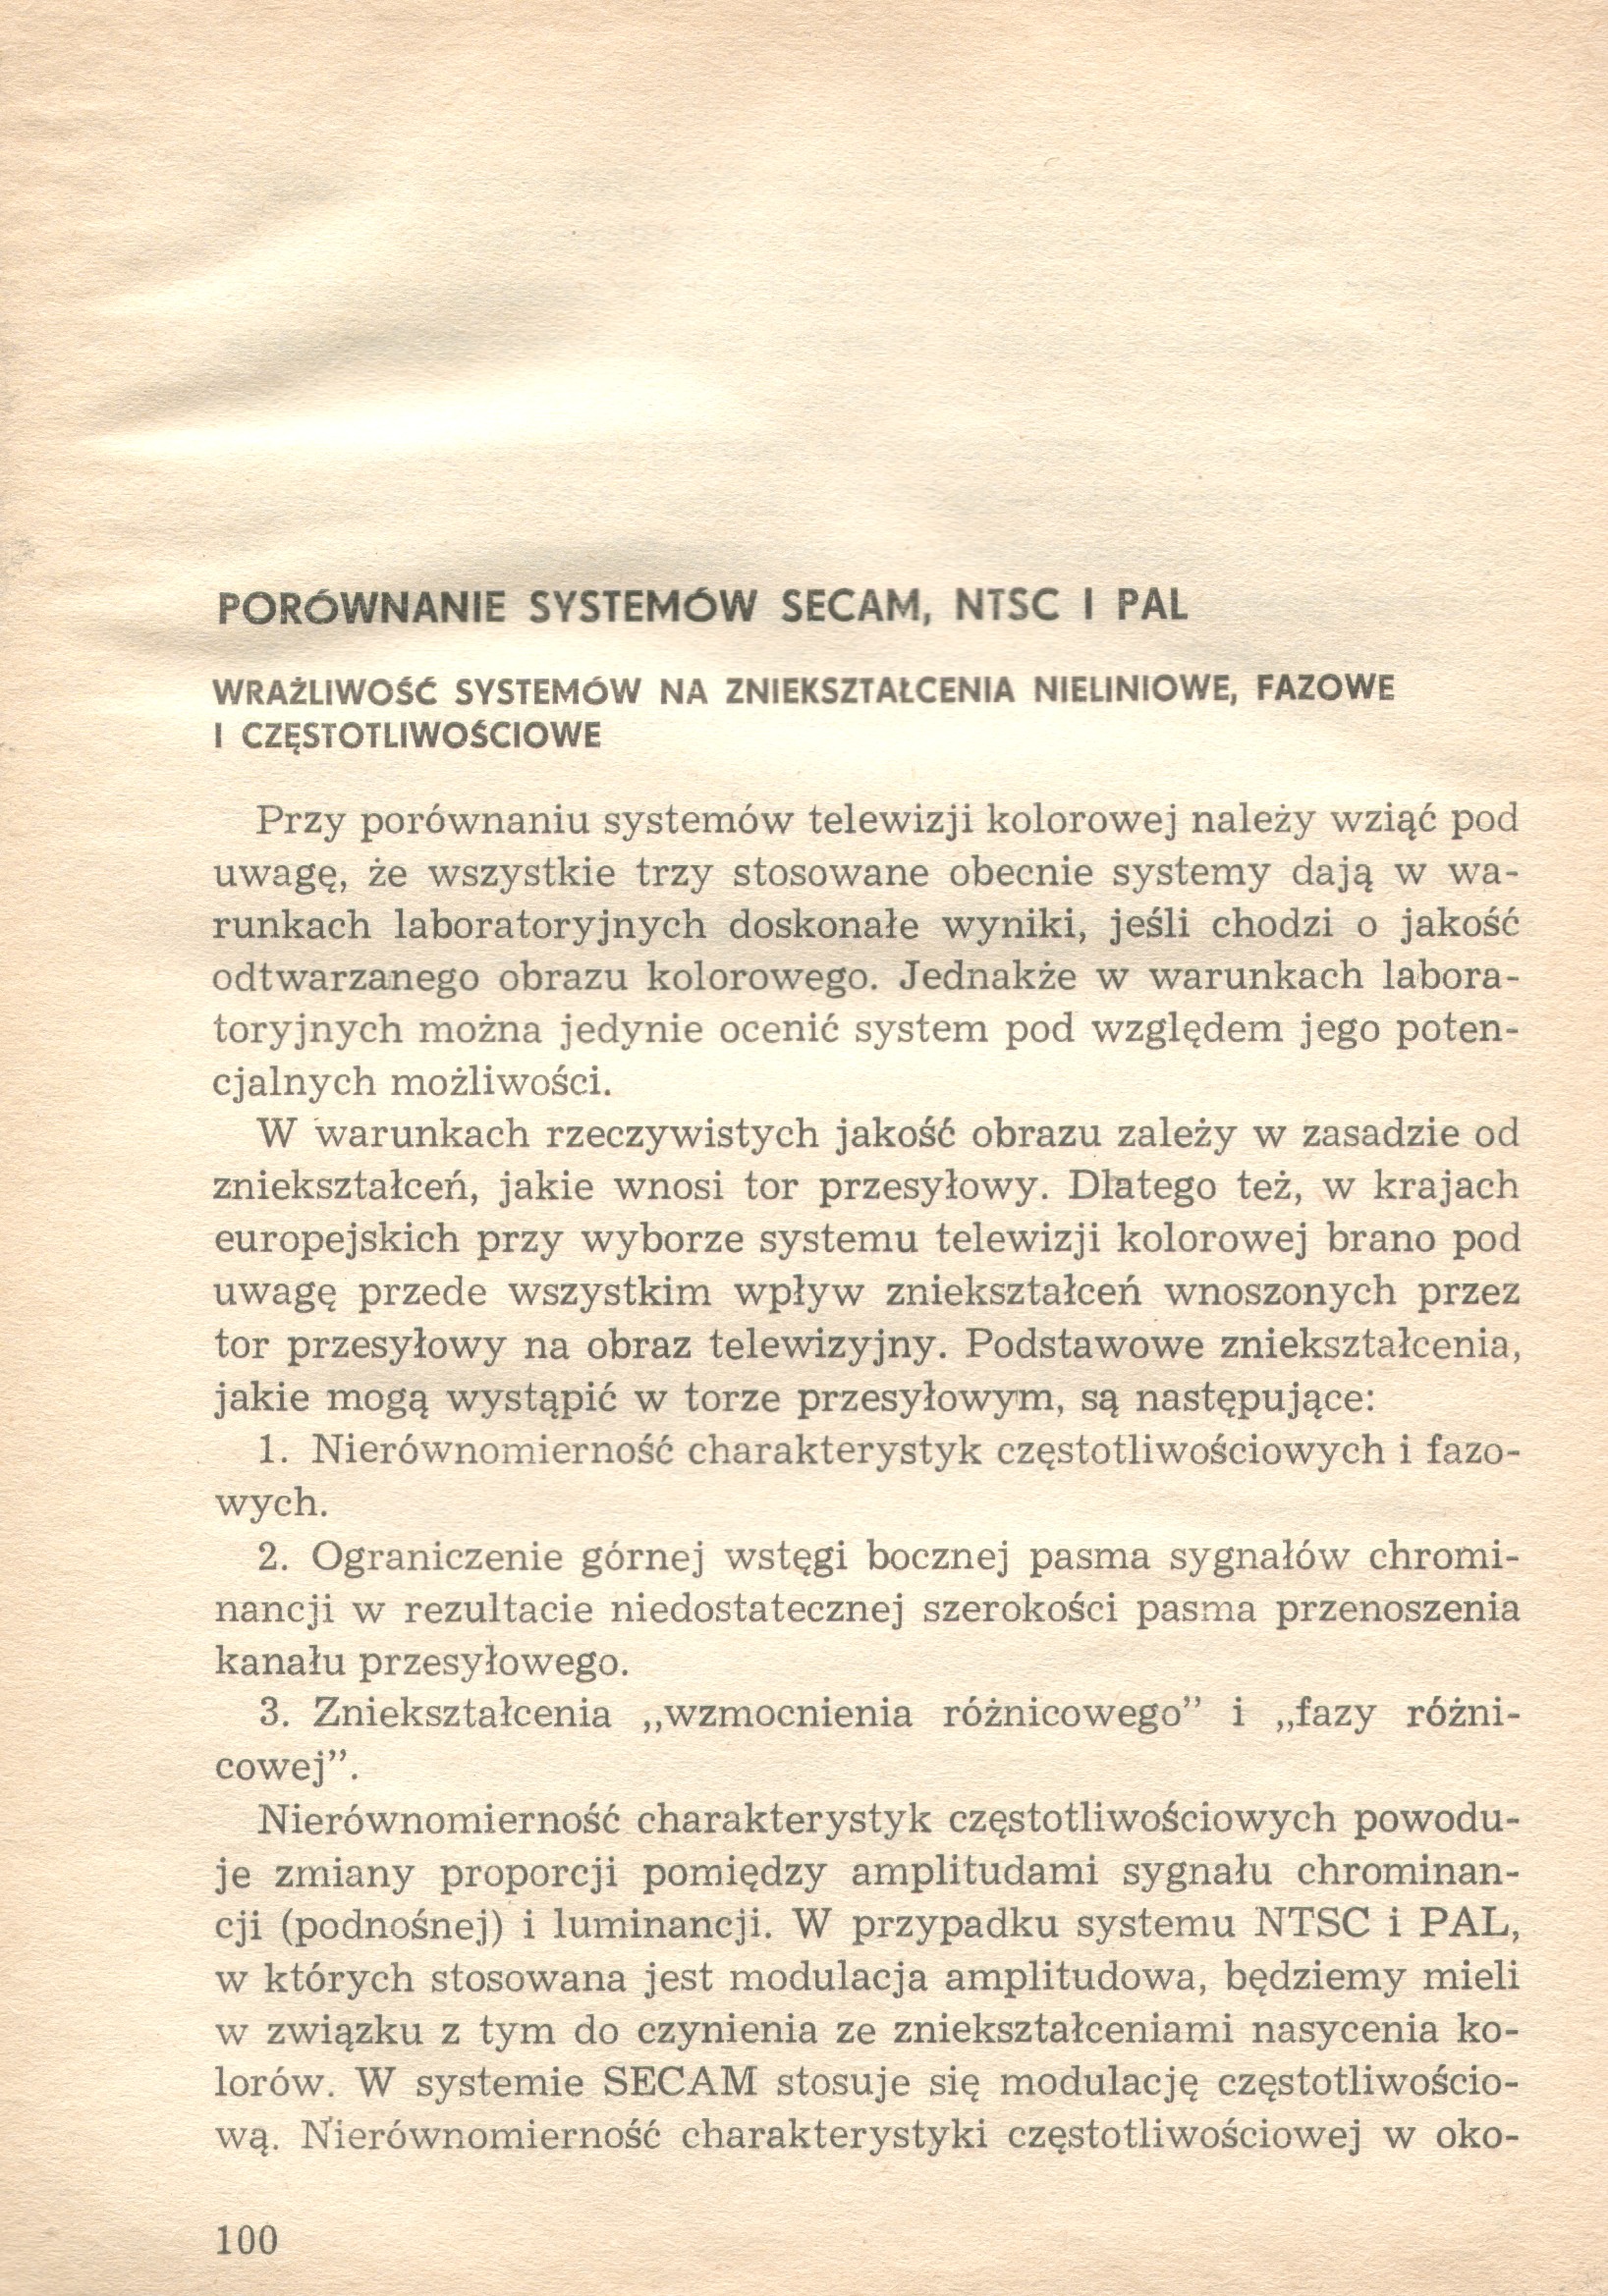 PORÓWNANIE SYSTEMÓW SECAM, NTSC I PAL
WRAŻLIWOŚĆ SYSTEMÓW NA ZNIEKSZTAŁCENIA NIELINIOWE, FAZOWE
I CZĘSTOTLIWOŚCIOWE
Przy porównaniu systemów telewizji kolorowej należy wziąć pod
uwagę, że wszystkie trzy stosowane obecnie systemy dają w wa-
runkach laboratoryjnych doskonałe wyniki, jeśli chodzi o jakość
odtwarzanego obrazu kolorowego. Jednakże w warunkach labora-
toryjnych można jedynie ocenić system pod względem jego poten-
cjalnych możliwości.
W warunkach rzeczywistych jakość obrazu zależy w zasadzie od
zniekształceń, jakie wnosi tor przesyłowy. Dlatego też, w krajach
europejskich przy wyborze systemu telewizji kolorowej brano pod
uwagę przede wszystkim wpływ zniekształceń wnoszonych przez
tor przesyłowy na obraz telewizyjny. Podstawowe zniekształcenia,
jakie mogą wystąpić w torze przesyłowym, są następujące:
1. Nierównomierność charakterystyk częstotliwościowych i fazo-
wych.
2. Ograniczenie górnej wstęgi bocznej pasma sygnałów chromi-
nancji w rezultacie niedostatecznej szerokości pasma przenoszenia
kanału przesyłowego.
3. Zniekształcenia „wzmocnienia różnicowego” i „fazy różni-
cowej”.
Nierównomierność charakterystyk częstotliwościowych powodu-
je zmiany proporcji pomiędzy amplitudami sygnału chrominan-
cji (podnośnej) i luminancji. W przypadku systemu NTSC i PAL,
w których stosowana jest modulacja amplitudowa, będziemy mieli
w związku z tym do czynienia ze zniekształceniami nasycenia ko-
lorów. W systemie SECAM stosuje się modulację częstotliwościo-
wą. Nierównomierność charakterystyki częstotliwościowej w oko-
100